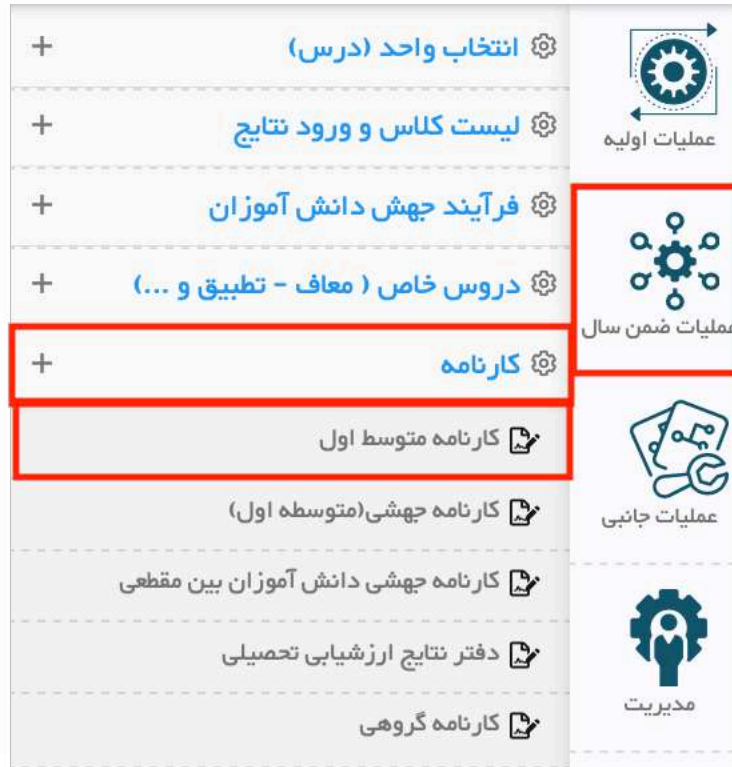 عملیات اولیه
عملیات ضمن سال
عملیات جانبی
مدیریت
انتخاب واحد (درس)
+
لیست کلاس و ورود نتایج
+
فرآیند جهش دانش آموزان
+
دروس خاص ( معاف - تطبیق و ...)
+
کارنامه
+
کارنامه متوسط اول
کارنامه جهشی(متوسطه اول)
کارنامه جهشی دانش آموزان بین مقطعی
دفتر نتایج ارزشیابی تحصیلی
کارنامه گروهی